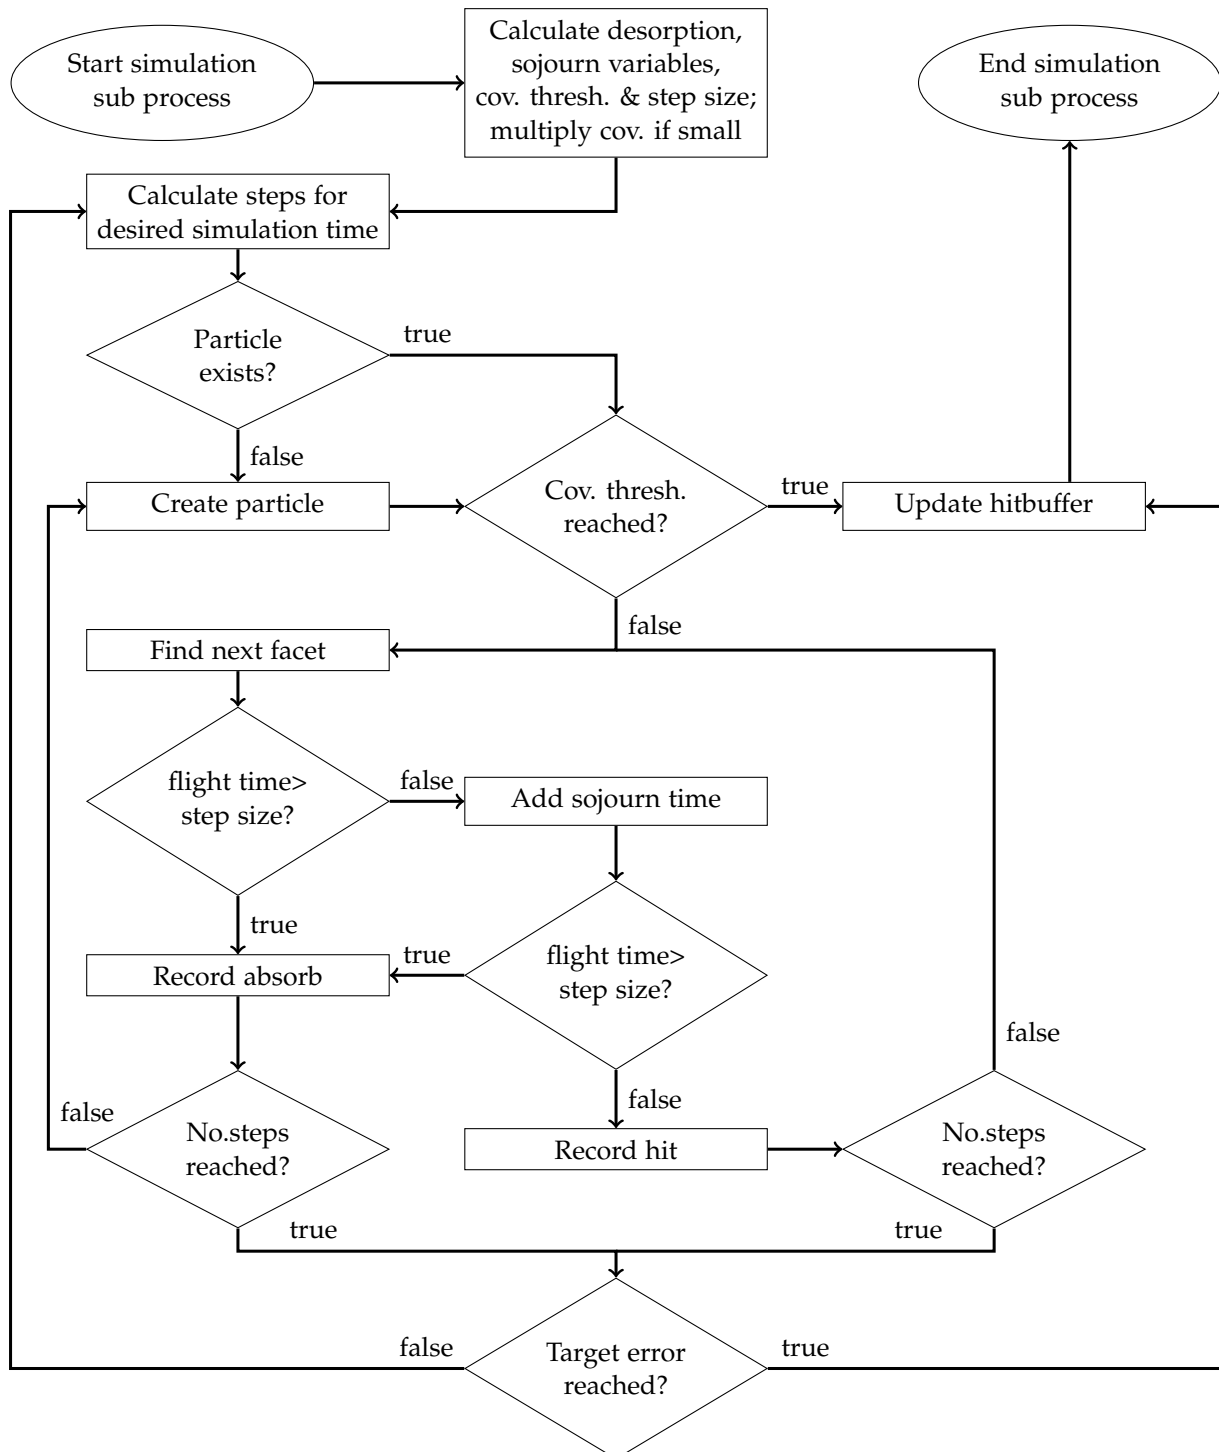 Start simulation
sub process
Calculate desorption,
sojourn variables,
cov. thresh. & step size;
multiply cov. if small
End simulation
sub process
Calculate steps for
desired simulation time
Particle
exists?
true
false
Create particle
Cov. thresh.
reached?
true
Update hitbuffer
false
Find next facet
flight time>
step size?
false
Add sojourn time
true
Record absorb
true
flight time>
step size?
false
false
No.steps
reached?
false
Record hit
No.steps
reached?
true
true
false
Target error
reached?
true